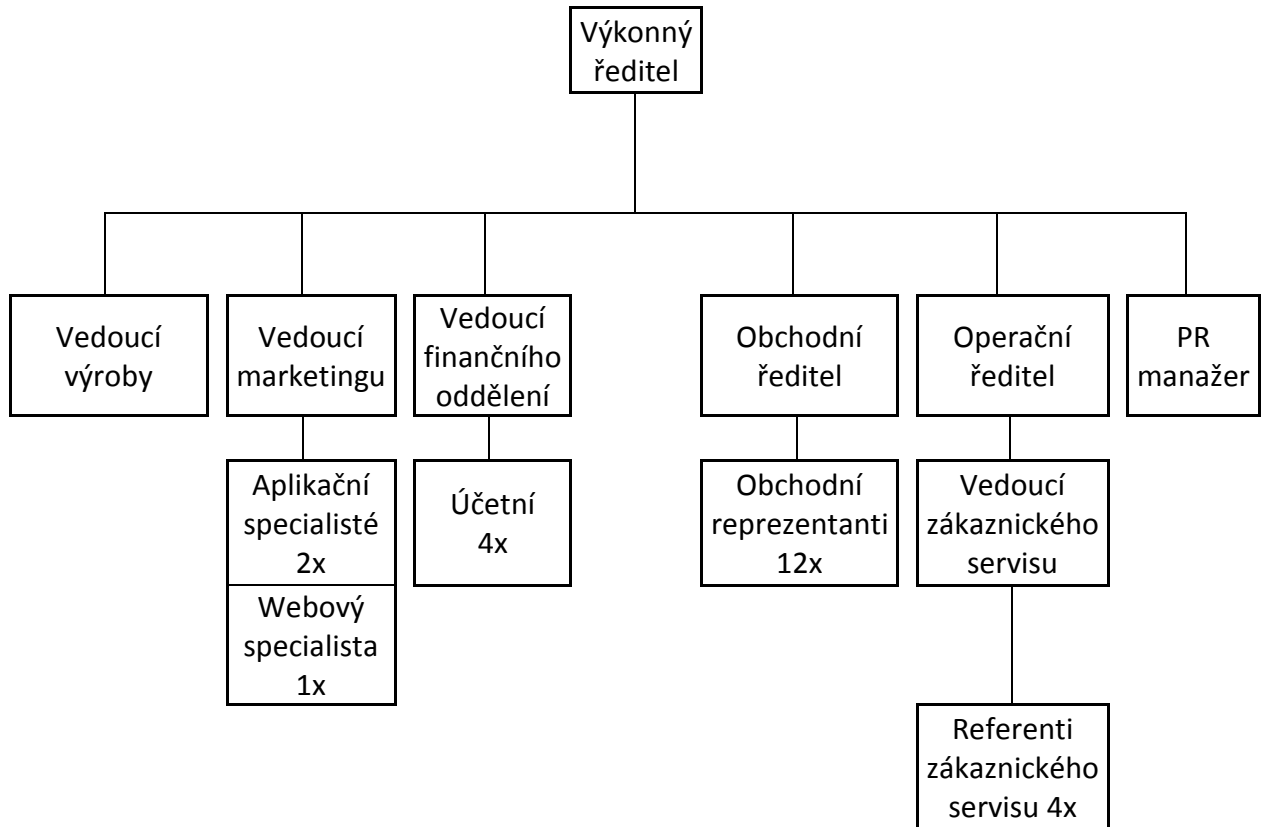 Výkonný
ředitel
Vedoucí
výroby
Vedoucí
marketingu
Vedoucí
finančního
oddělení
Obchodní
ředitel
Operační
ředitel
PR
manažer
Aplikační
specialisté
2x
Webový
specialista
1x
Účetní
4x
Obchodní
reprezentanti
12x
Vedoucí
zákaznického
servisu
Referenti
zákaznického
servisu 4x